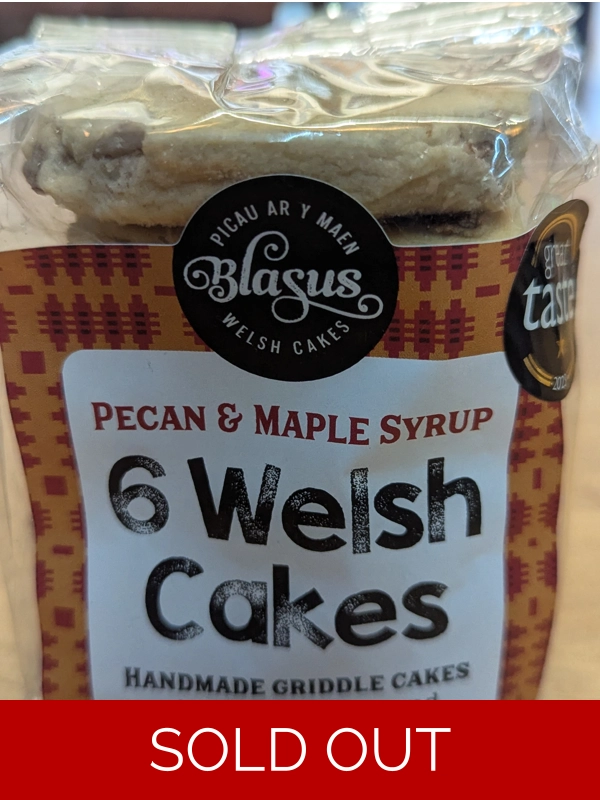 PICAU AR Y MAEN
Blasus
WELSH CAKES
great
taste
PECAN & MAPLE SYRUP
6 Welsh
Cakes
HANDMADE GRIDDLE CAKES
SOLD OUT